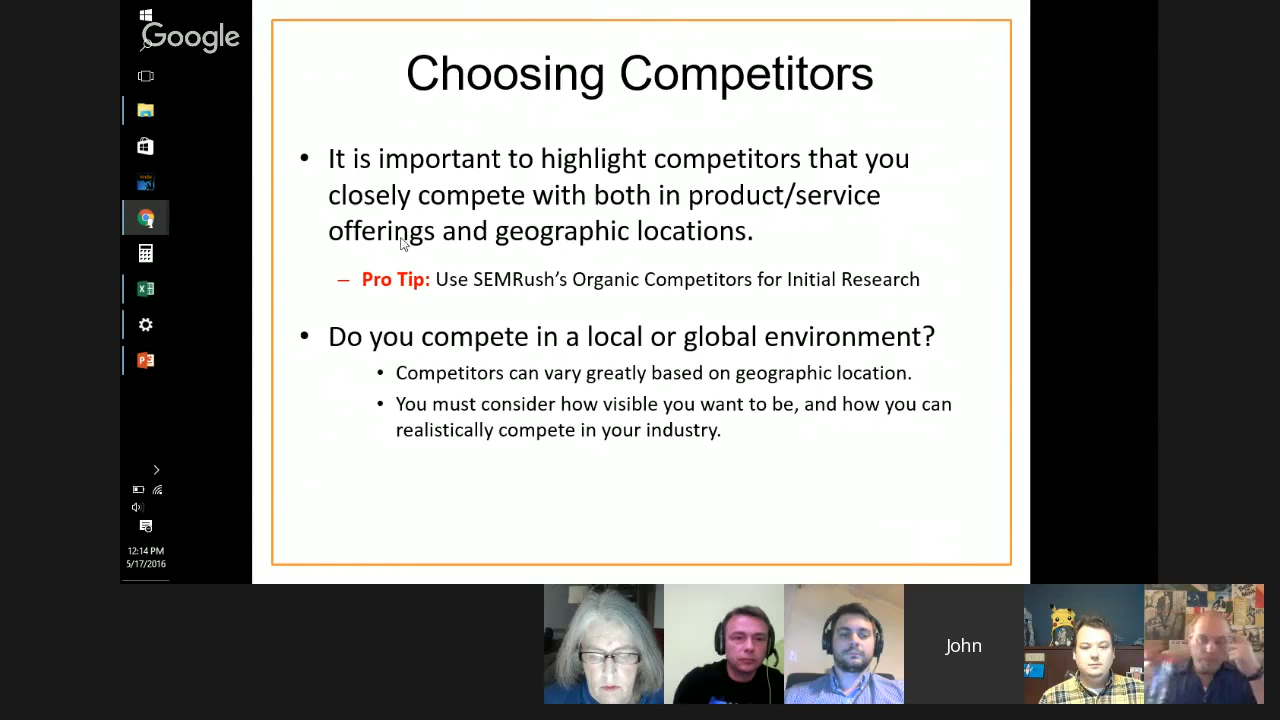 Google
Choosing Competitors
• It is important to highlight competitors that you
closely compete with both in product/service
offerings and geographic locations.
– Pro Tip: Use SEMRush's Organic Competitors for Initial Research
• Do you compete in a local or global environment?
• Competitors can vary greatly based on geographic location.
• You must consider how visible you want to be, and how you can
realistically compete in your industry.
12:14 PM
5/17/2016
John